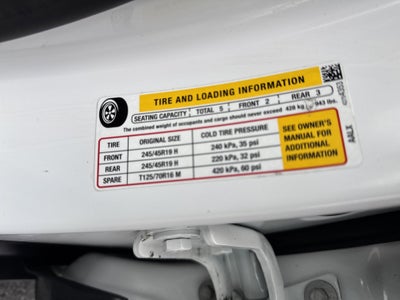 TIRE AND LOADING INFORMATION
SEATING CAPACITY: TOTAL 5 FRONT 2 REAR 3
The combined weight of occupants and cargo should never exceed 428 kg or 943 lbs.
TIRE ORIGINAL SIZE COLD TIRE PRESSURE
FRONT 245/45R19 H 240 kPa, 35 psi
REAR 245/45R19 H 220 kPa, 32 psi
SPARE T125/70R16 M 420 kPa, 60 psi
SEE OWNER'S
MANUAL FOR
ADDITIONAL
INFORMATION
AALI